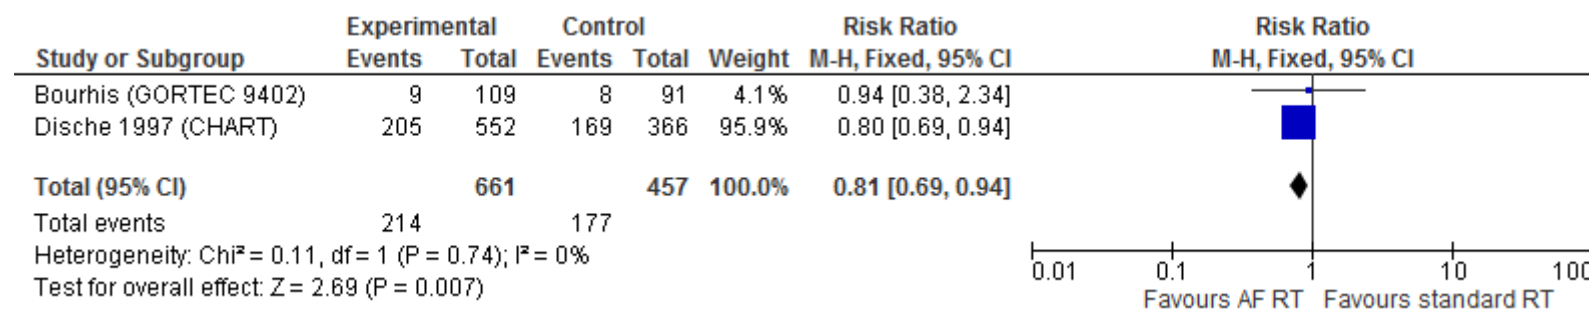 Experimental Control Risk Ratio Risk Ratio
Study or Subgroup Events Total Events Total Weight M-H, Fixed, 95% CI M-H, Fixed, 95% CI
Bourhis (GORTEC 9402) 9 109 8 91 4.1% 0.94 [0.38, 2.34]
Dische 1997 (CHART) 205 552 169 366 95.9% 0.80 [0.69, 0.94]
Total (95% CI) 661 457 100.0% 0.81 [0.69, 0.94]
Total events 214 177
Heterogeneity: Chi² = 0.11, df = 1 (P = 0.74); I² = 0%
Test for overall effect: Z = 2.69 (P = 0.007)
0.01 0.1 1 10 100
Favours AF RT Favours standard RT